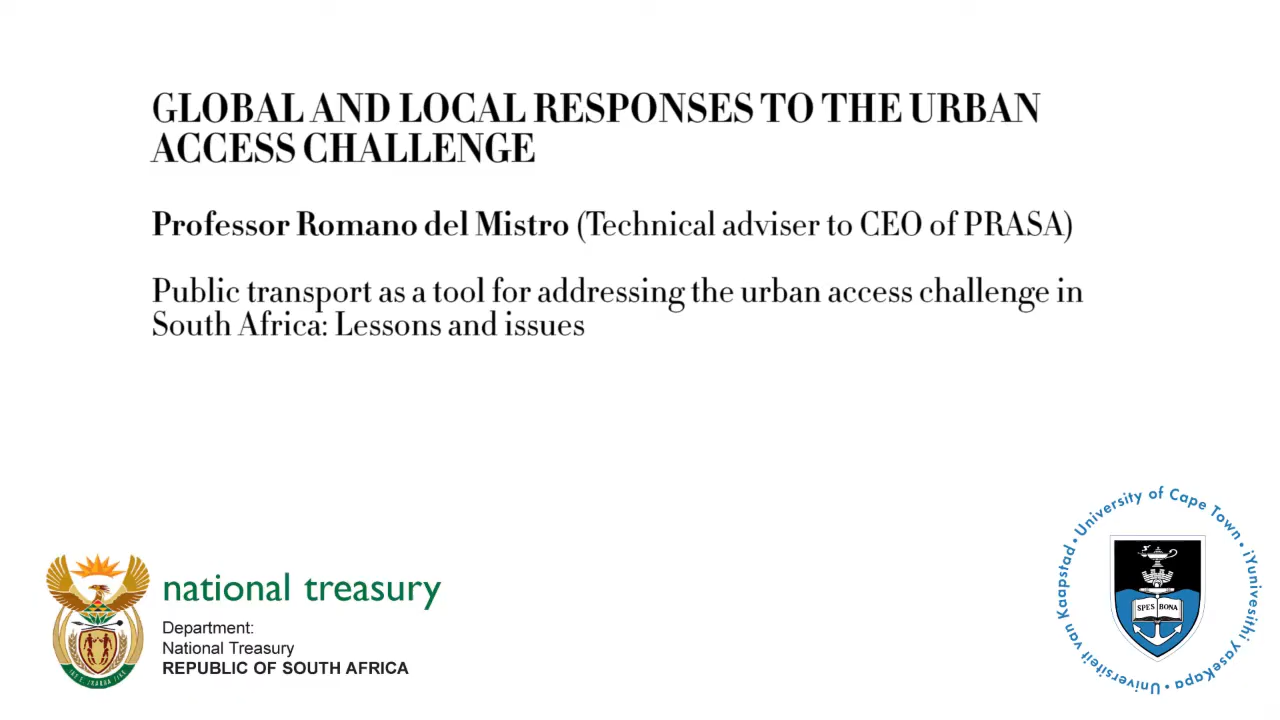 GLOBAL AND LOCAL RESPONSES TO THE URBAN
ACCESS CHALLENGE
Professor Romano del Mistro (Technical adviser to CEO of PRASA)
Public transport as a tool for addressing the urban access challenge in
South Africa: Lessons and issues
national treasury
Department:
National Treasury
REPUBLIC OF SOUTH AFRICA
University of Cape Town • iYunivesithi yaseKapa • Universiteit van Kaapstad •
SPES BONA